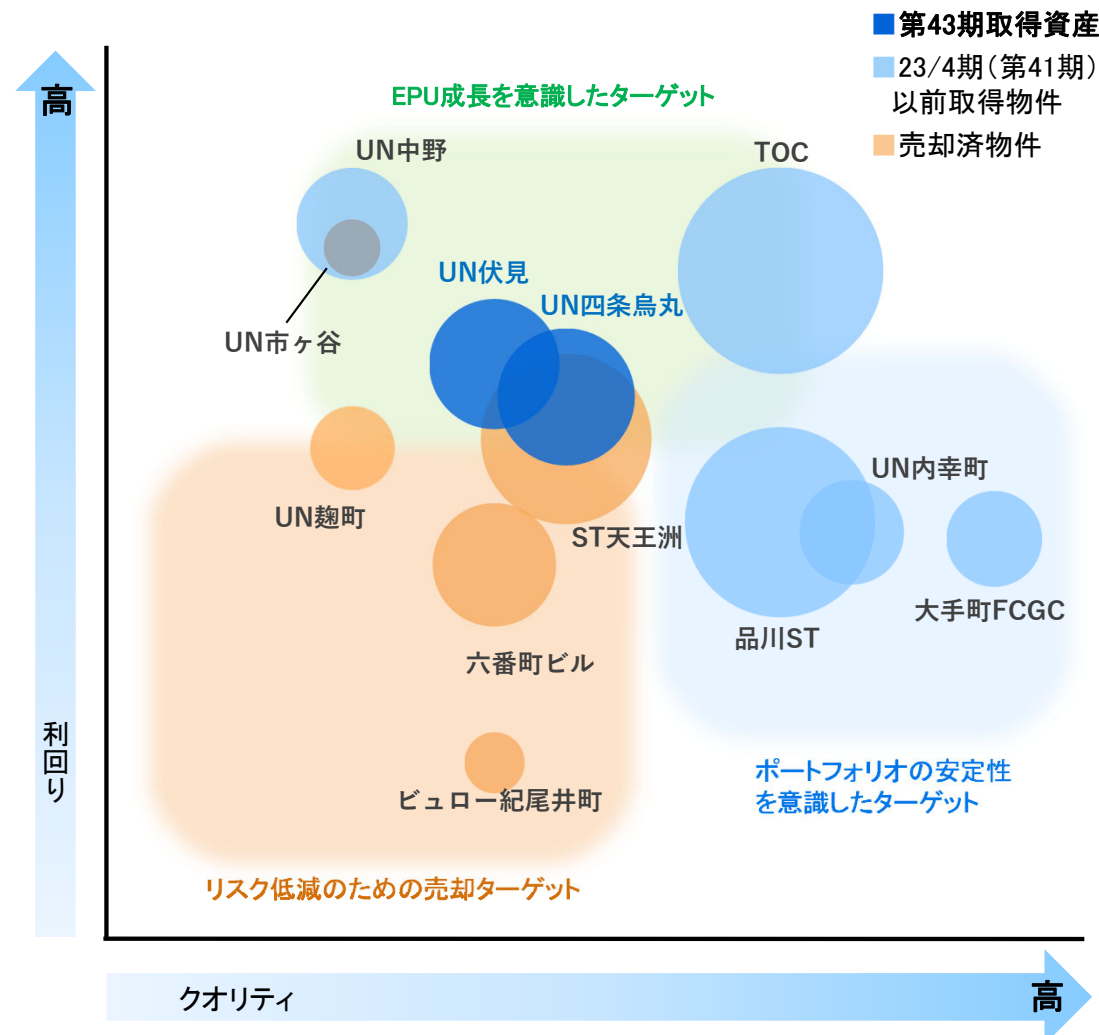 ■第43期取得資産
■23/4期（第41期）
以前取得物件
■売却済物件
高
EPU成長を意識したターゲット
UN中野
TOC
UN伏見
UN四条烏丸
UN市ヶ谷
UN麹町
ST天王洲
UN内幸町
大手町FCGC
品川ST
六番町ビル
ビュロー紀尾井町
利回り
ポートフォリオの安定性
を意識したターゲット
リスク低減のための売却ターゲット
クオリティ
高